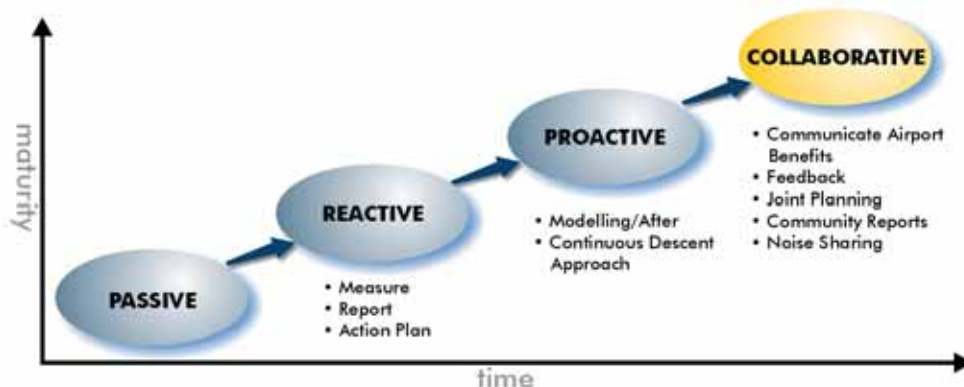 COLLABORATIVE
PROACTIVE
REACTIVE
PASSIVE
• Communicate Airport
Benefits
• Feedback
• Joint Planning
• Community Reports
• Noise Sharing
• Modelling/After
• Continuous Descent
Approach
• Measure
• Report
• Action Plan
maturity
time